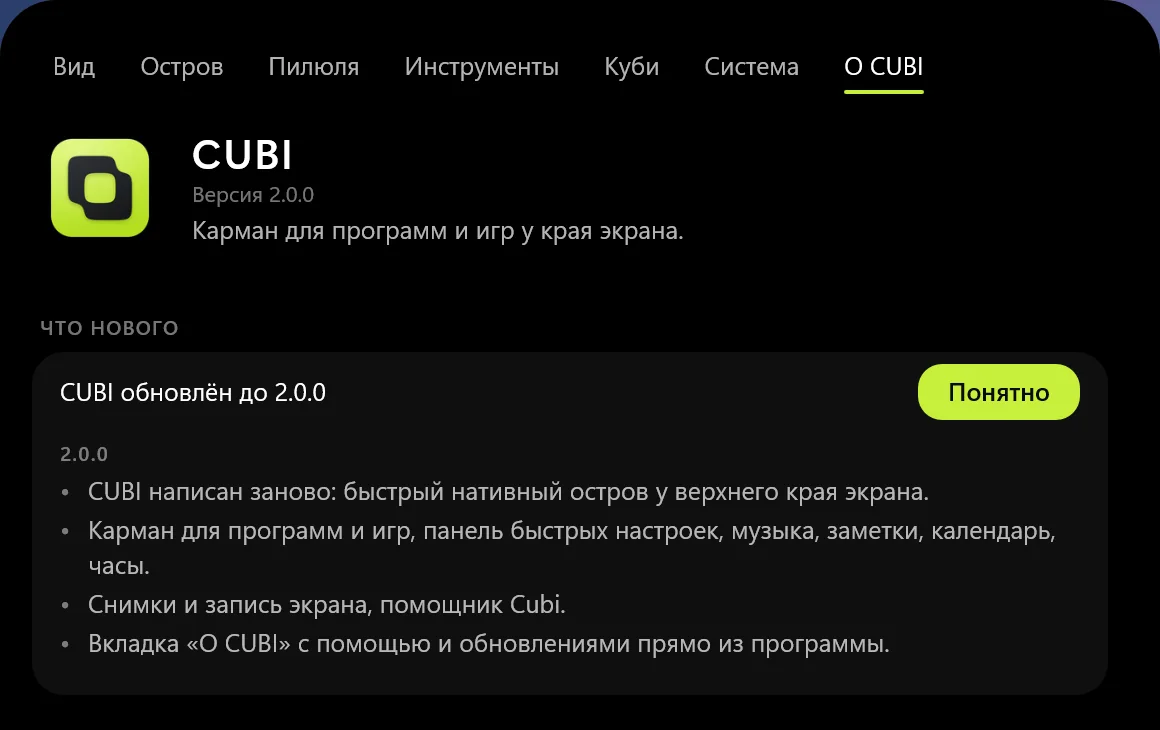 Вид Остров Пилюля Инструменты Куби Система О CUBI
CUBI
Версия 2.0.0
Карман для программ и игр у края экрана.
ЧТО НОВОГО
CUBI обновлён до 2.0.0 Понятно
2.0.0
• CUBI написан заново: быстрый нативный остров у верхнего края экрана.
• Карман для программ и игр, панель быстрых настроек, музыка, заметки, календарь,
часы.
• Снимки и запись экрана, помощник Cubi.
• Вкладка «О CUBI» с помощью и обновлениями прямо из программы.